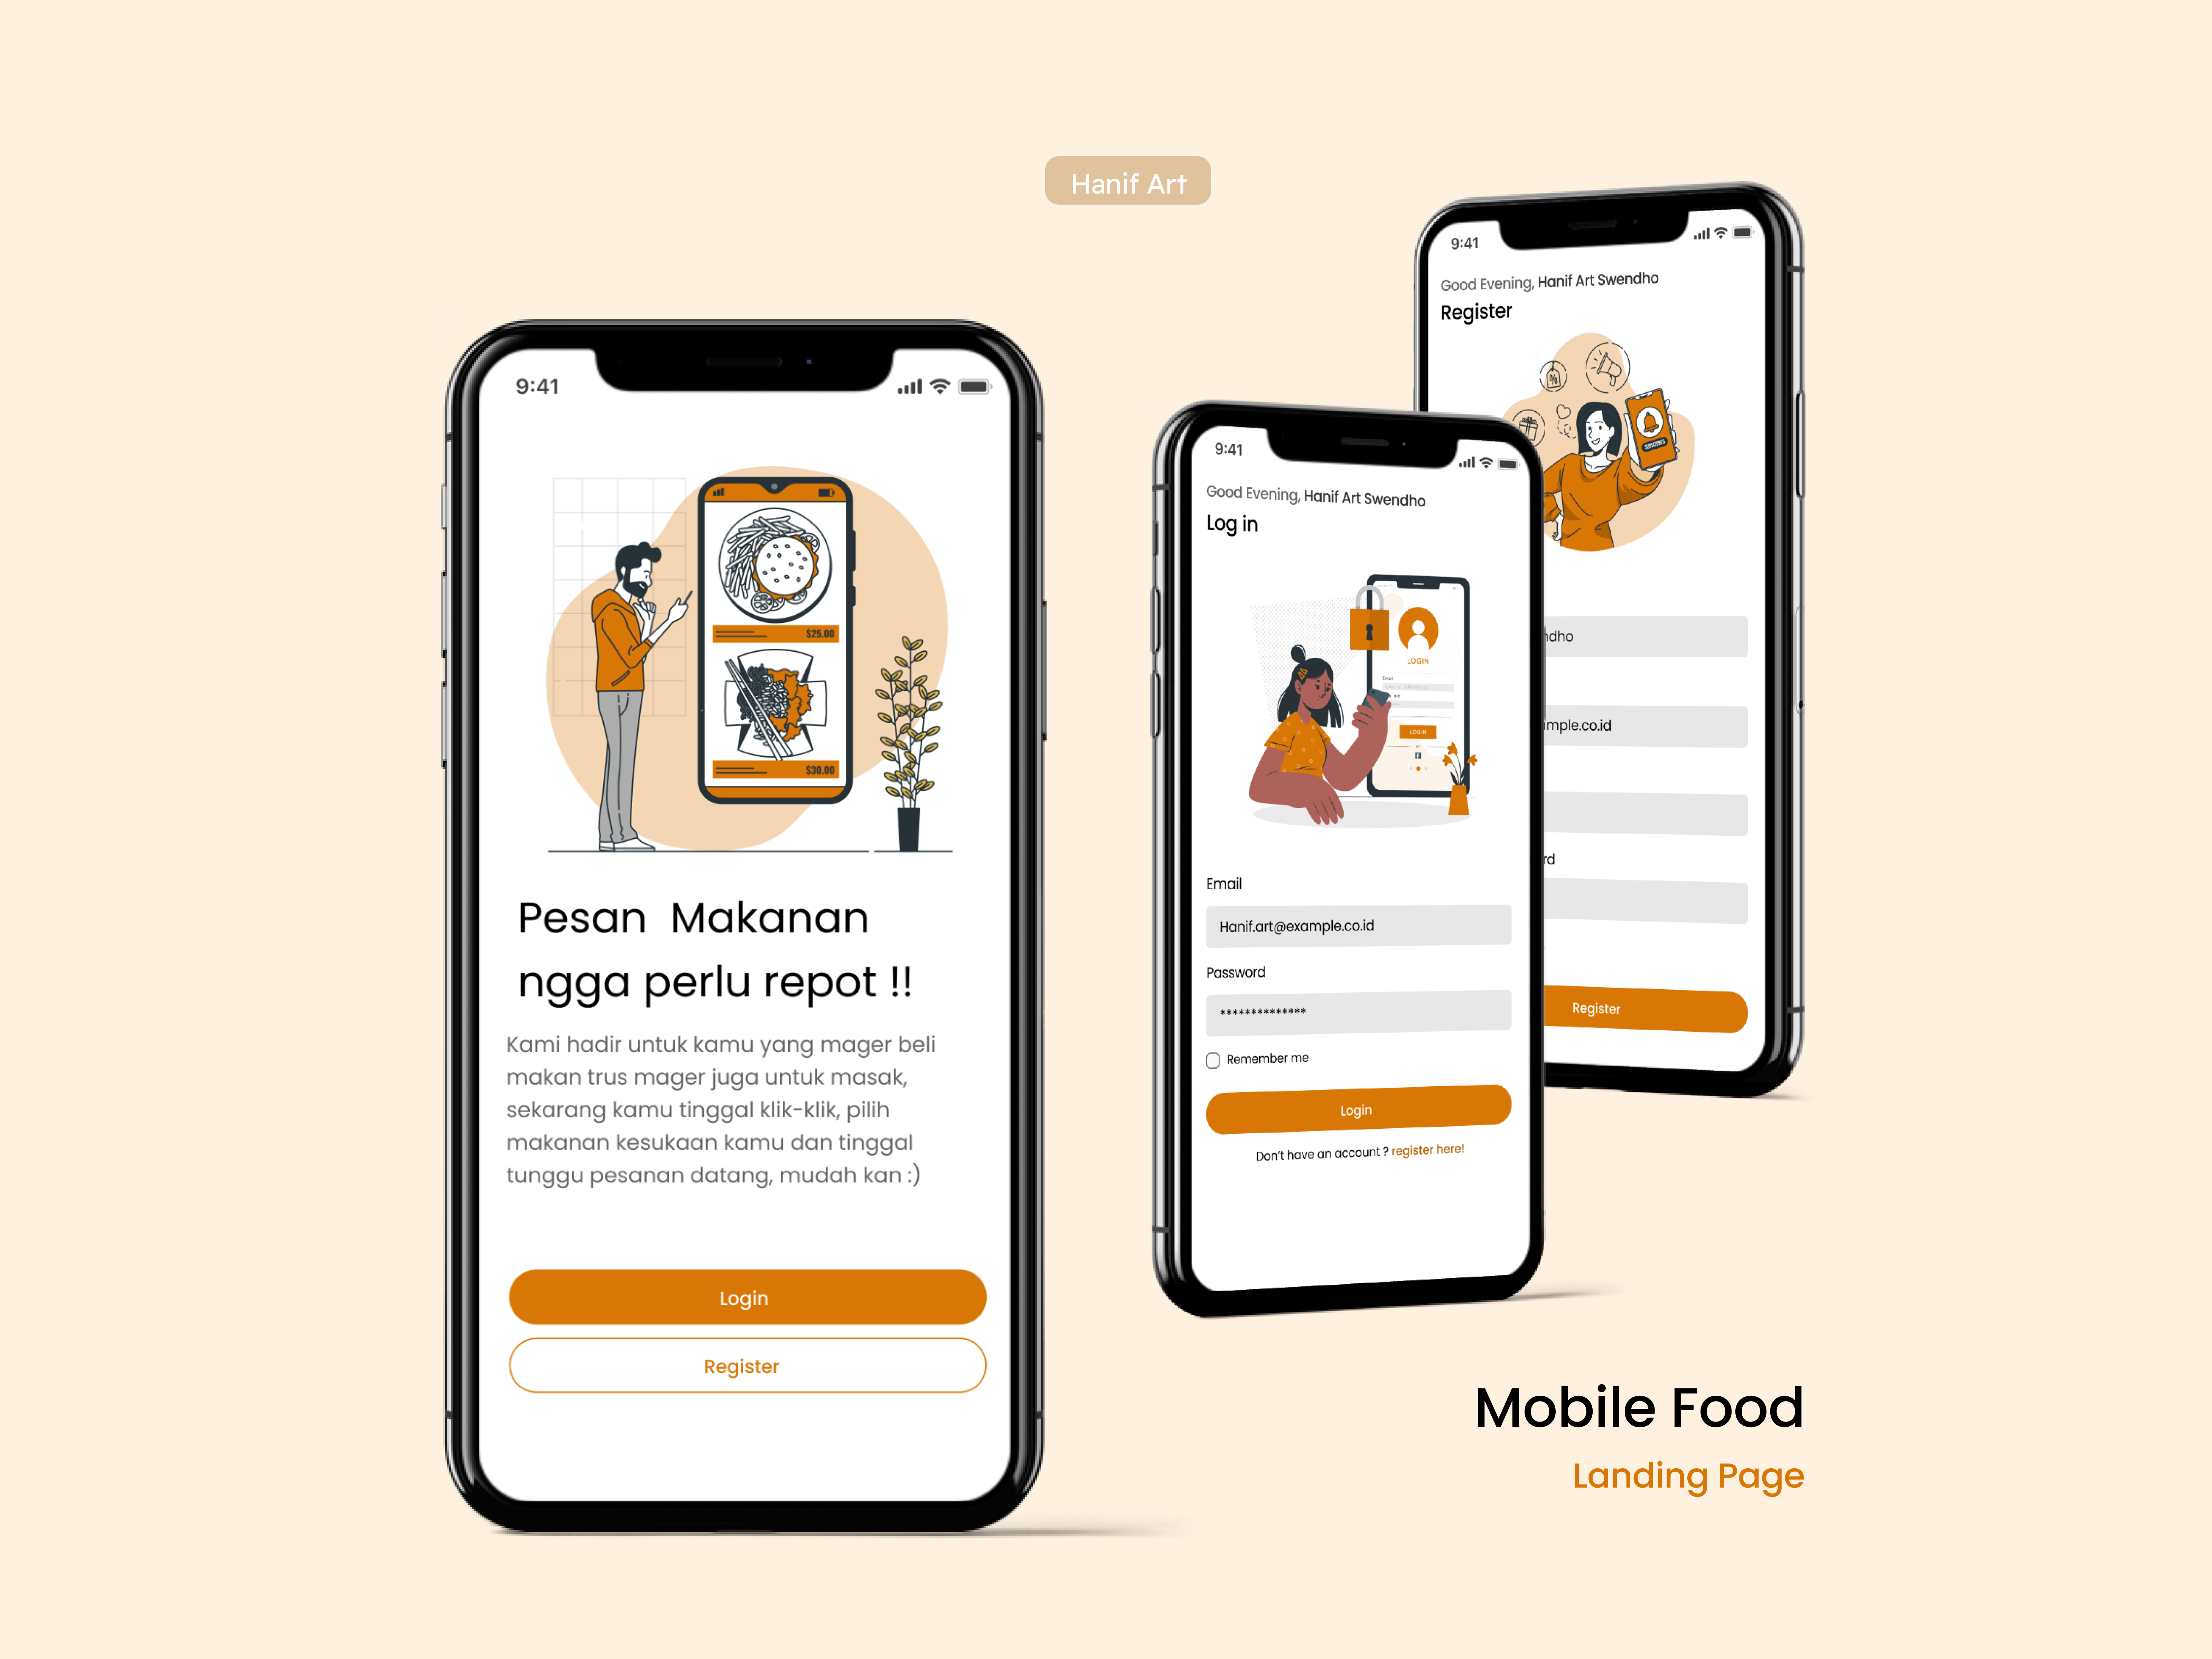 Hanif Art
9:41
Pesan Makanan
ngga perlu repot !!
Kami hadir untuk kamu yang mager beli
makan trus mager juga untuk masak,
sekarang kamu tinggal klik-klik, pilih
makanan kesukaan kamu dan tinggal
tunggu pesanan datang, mudah kan :)
Login
Register
$25.00
$30.00
9:41
Good Evening, Hanif Art Swendho
Log in
LOGIN
Email
LOGIN
Email
Hanif.art@example.co.id
Password
**************
Remember me
Login
Don't have an account ? register here!
9:41
Good Evening, Hanif Art Swendho
Register
%
ndho
mple.co.id
rd
Register
Mobile Food
Landing Page